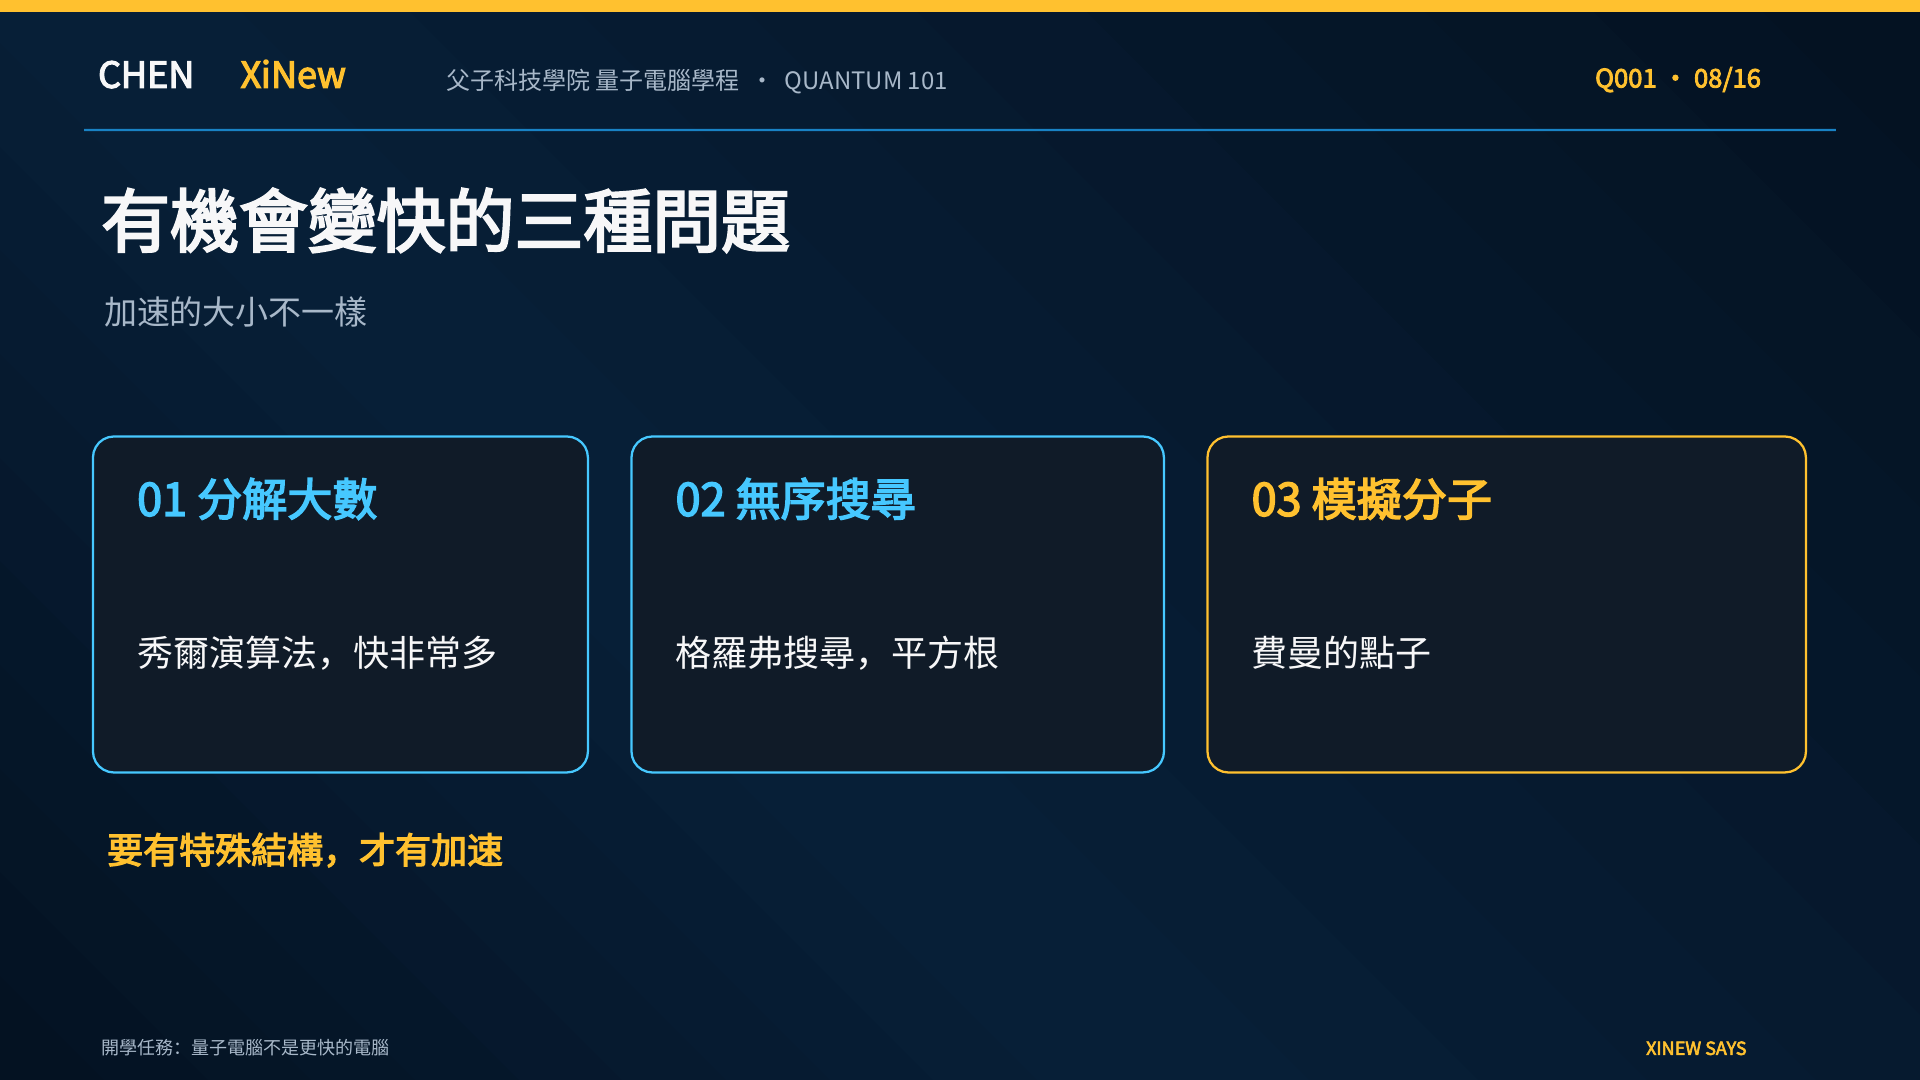 CHEN XiNew 父子科技學院 量子電腦學程 · QUANTUM 101 Q001 · 08/16
有機會變快的三種問題
加速的大小不一樣
01 分解大數
秀爾演算法，快非常多
02 無序搜尋
格羅弗搜尋，平方根
03 模擬分子
費曼的點子
要有特殊結構，才有加速
開學任務：量子電腦不是更快的電腦
XINEW SAYS